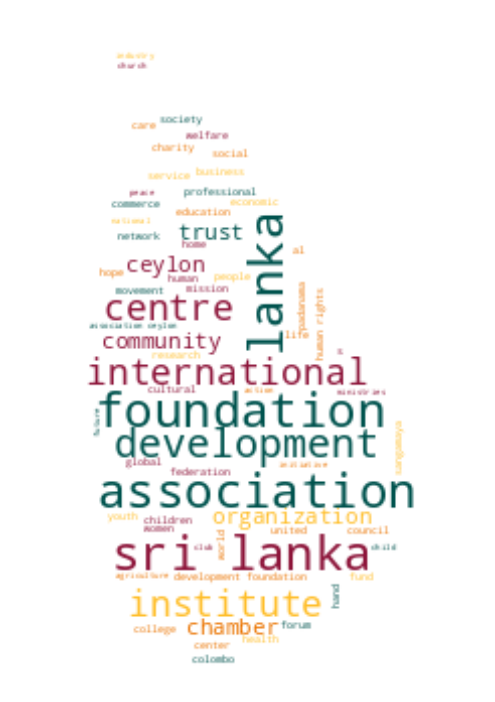 industry
church
society
care
welfare
charity
social
business
service
peace
professional
commerce
economic
education
national
lanka
trust
network
home
al
ceylon
hope
human
people
movement
mission
padanama
human rights
centre
association ceylon
life
community
research
s
international
cultural
action
ministries
foundation
future
development
sangamaya
global
initiative
federation
association
youth
organization
children
women
united
council
world
sri lanka
club
child
agriculture
development foundation
fund
institute
hand
chamber
forum
college
health
center
colombo